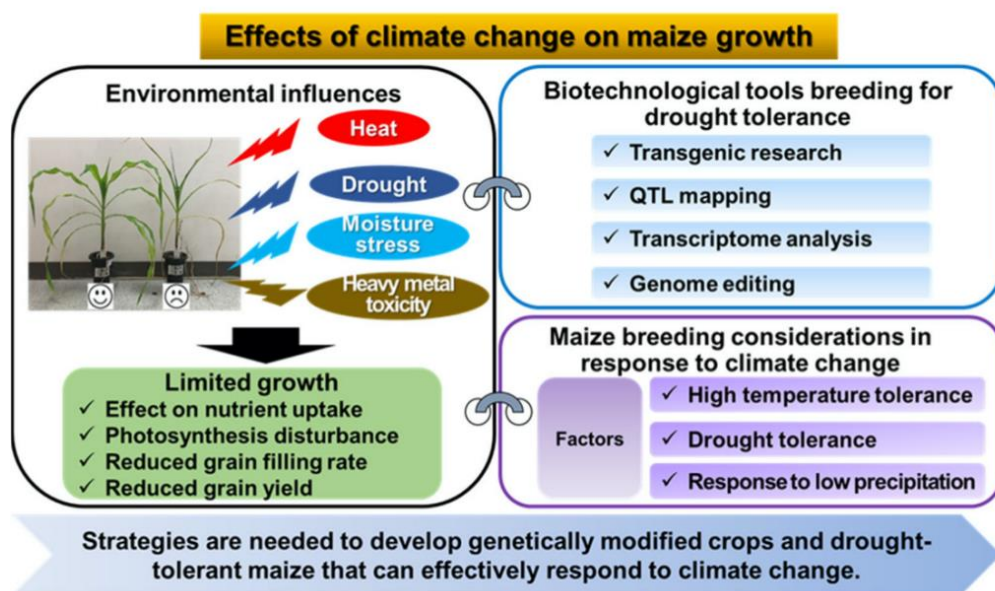 Effects of climate change on maize growth
Environmental influences
Heat
Drought
Moisture
stress
Heavy metal
toxicity
Limited growth
✓ Effect on nutrient uptake
✓ Photosynthesis disturbance
✓ Reduced grain filling rate
✓ Reduced grain yield
Biotechnological tools breeding for
drought tolerance
✓ Transgenic research
✓ QTL mapping
✓ Transcriptome analysis
✓ Genome editing
Maize breeding considerations in
response to climate change
Factors
✓ High temperature tolerance
✓ Drought tolerance
✓ Response to low precipitation
Strategies are needed to develop genetically modified crops and drought-
tolerant maize that can effectively respond to climate change.